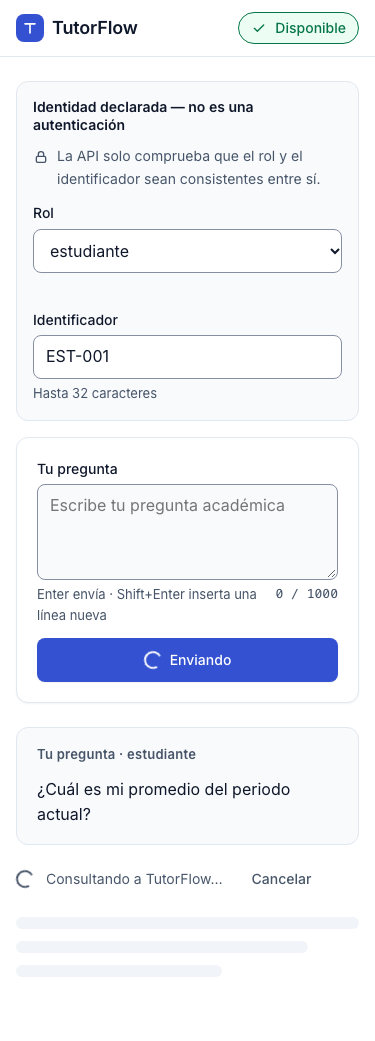 TutorFlow
Disponible
Identidad declarada — no es una
autenticación
La API solo comprueba que el rol y el
identificador sean consistentes entre sí.
Rol
estudiante
Identificador
EST-001
Hasta 32 caracteres
Tu pregunta
Escribe tu pregunta académica
Enter envía · Shift+Enter inserta una
línea nueva
0 / 1000
Enviando
Tu pregunta · estudiante
¿Cuál es mi promedio del periodo
actual?
Consultando a TutorFlow...
Cancelar